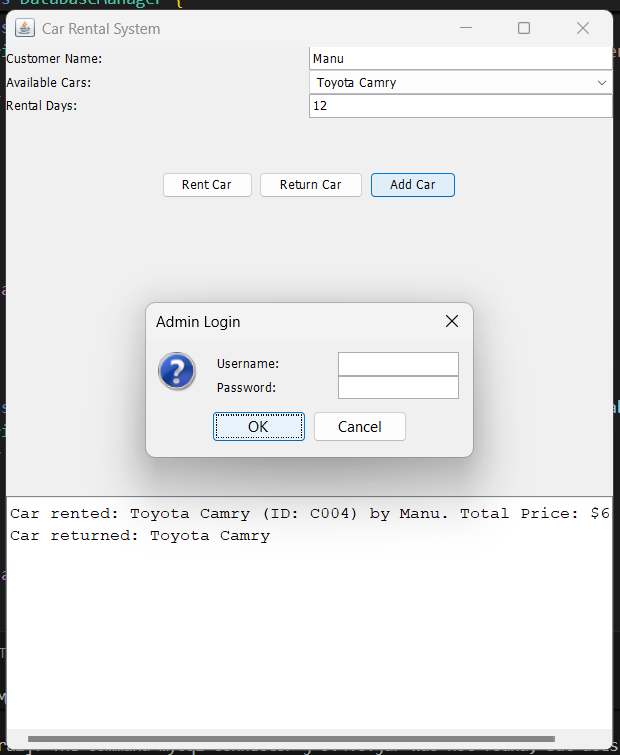 DatabaseManager {
Car Rental System
Customer Name:
Manu
Available Cars:
Toyota Camry
Rental Days:
12
Rent Car
Return Car
Add Car
Admin Login
Username:
Password:
OK
Cancel
Car rented: Toyota Camry (ID: C004) by Manu. Total Price: $6
Car returned: Toyota Camry